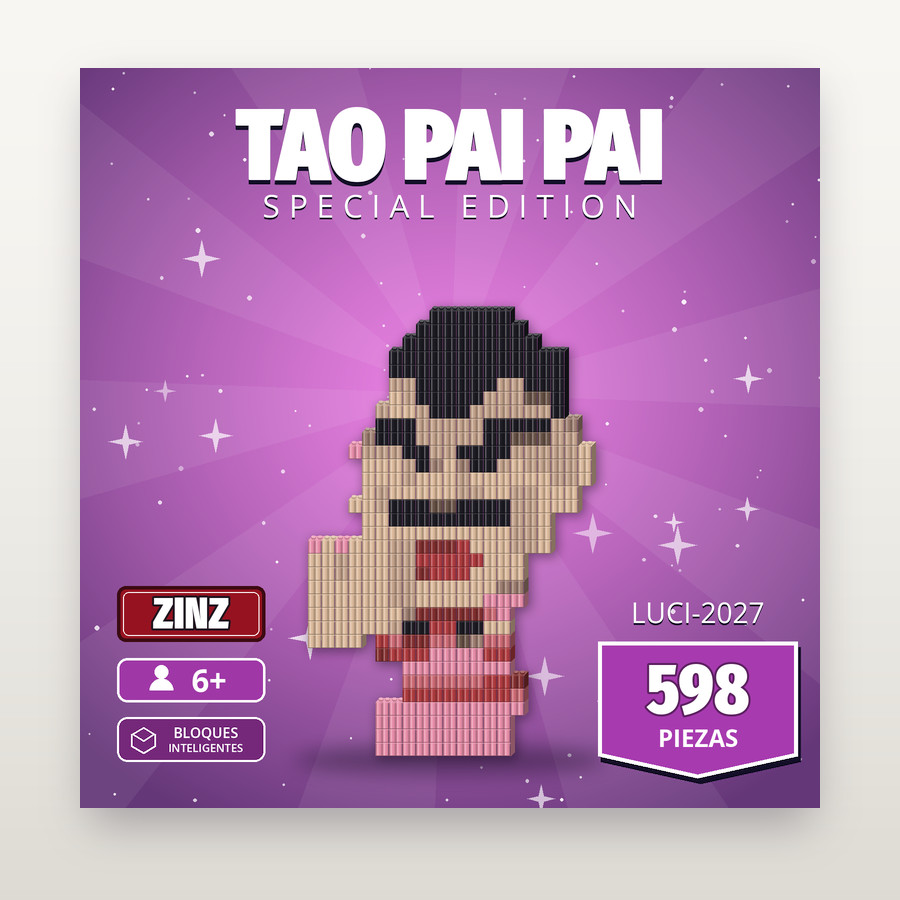 TAO PAI PAI
SPECIAL EDITION
ZINZ
6+
BLOQUES
INTELIGENTES
LUCI-2027
598
PIEZAS